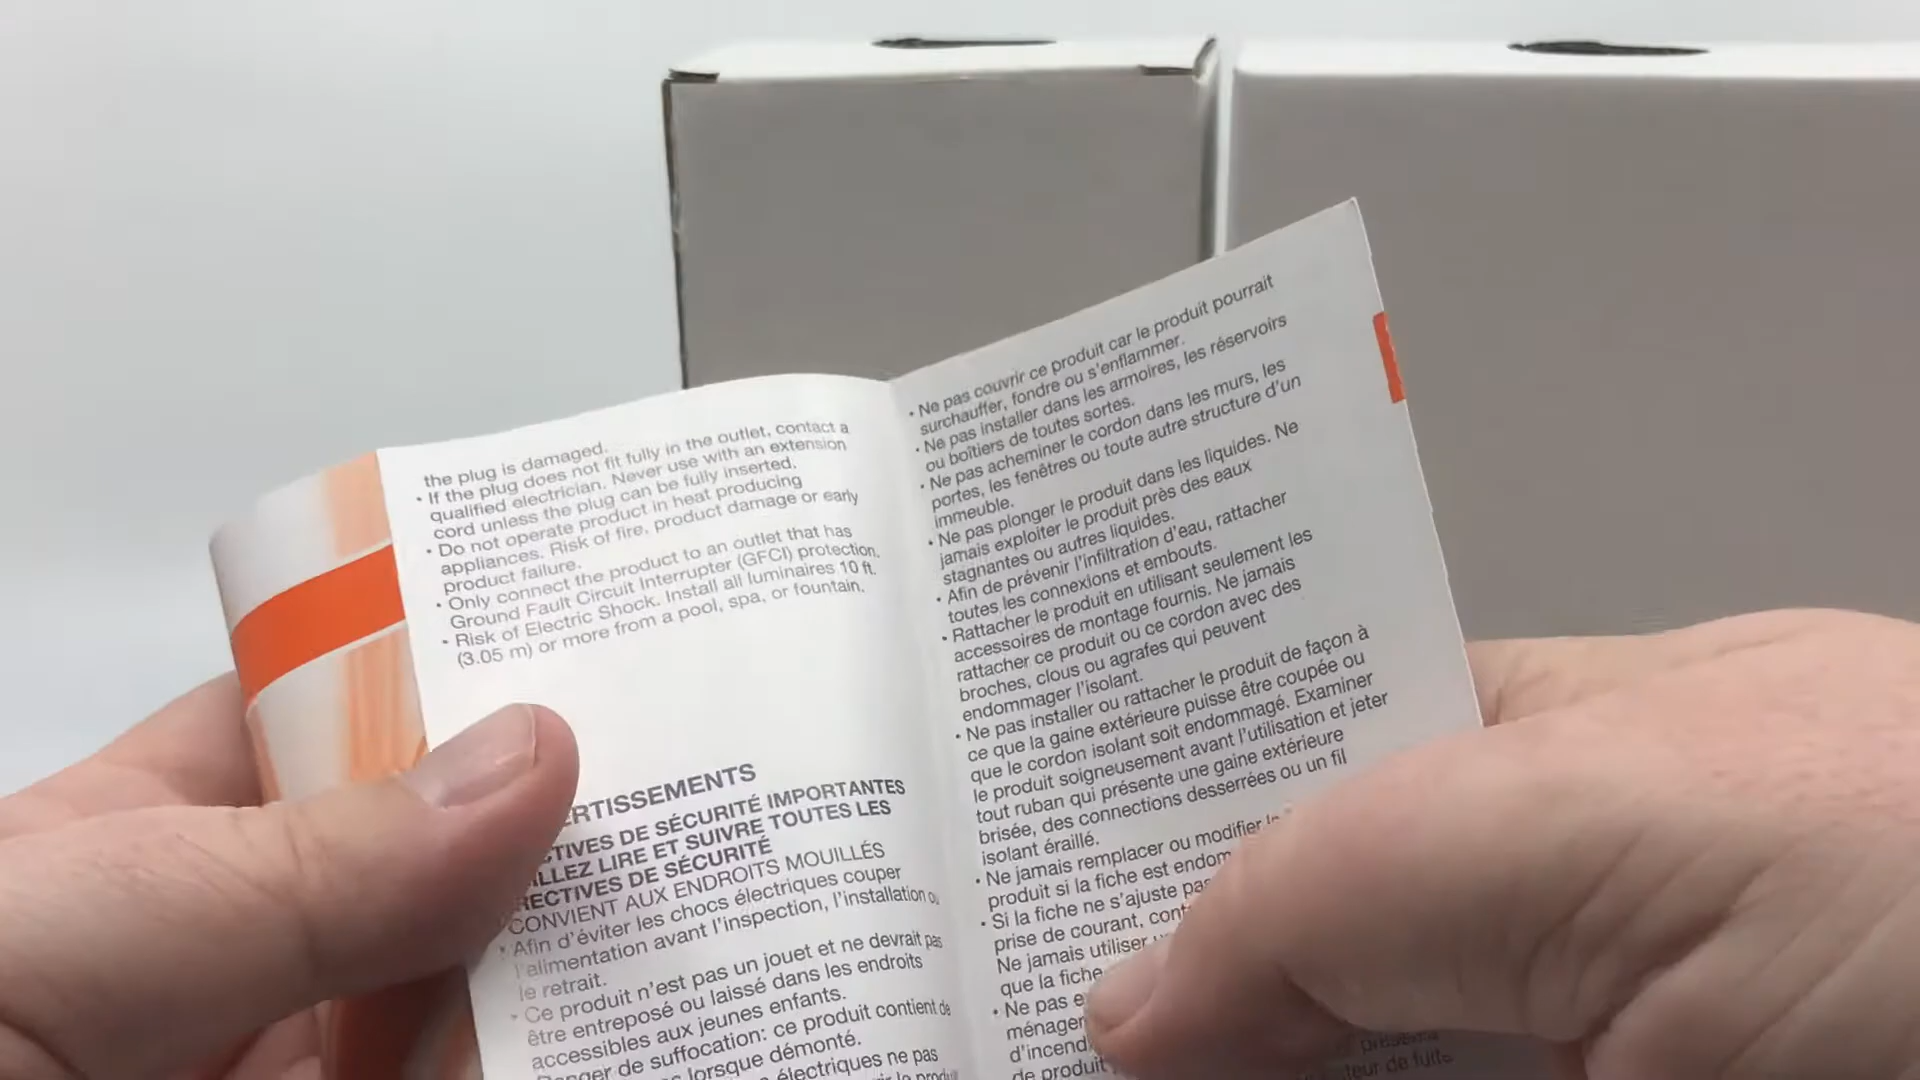 the plug is damaged.
• If the plug does not fit fully in the outlet, contact a
qualified electrician. Never use with an extension
cord unless the plug can be fully inserted.
• Do not operate product in heat producing
appliances. Risk of fire, product damage or early
product failure.
• Only connect the product to an outlet that has
Ground Fault Circuit Interrupter (GFCI) protection.
• Risk of Electric Shock. Install all luminaires 10 ft.
(3.05 m) or more from a pool, spa, or fountain.
ERTISSEMENTS
CTIVES DE SÉCURITÉ IMPORTANTES
ILLEZ LIRE ET SUIVRE TOUTES LES
RECTIVES DE SÉCURITÉ
CONVIENT AUX ENDROITS MOUILLÉS
• Afin d'éviter les chocs électriques couper
l'alimentation avant l'inspection, l'installation ou
le retrait.
• Ce produit n'est pas un jouet et ne devrait pas
être entreposé ou laissé dans les endroits
accessibles aux jeunes enfants.
Danger de suffocation: ce produit contient de
lorsque démonté.
électriques ne pas
• Ne pas couvrir ce produit car le produit pourrait
surchauffer, fondre ou s'enflammer.
• Ne pas installer dans les armoires, les réservoirs
ou boîtiers de toutes sortes.
• Ne pas acheminer le cordon dans les murs, les
portes, les fenêtres ou toute autre structure d'un
immeuble.
• Ne pas plonger le produit dans les liquides. Ne
jamais exploiter le produit près des eaux
stagnantes ou autres liquides.
• Afin de prévenir l'infiltration d'eau, rattacher
toutes les connexions et embouts.
• Rattacher le produit en utilisant seulement les
accessoires de montage fournis. Ne jamais
rattacher ce produit ou ce cordon avec des
broches, clous ou agrafes qui peuvent
endommager l'isolant.
• Ne pas installer ou rattacher le produit de façon à
ce que la gaine extérieure puisse être coupée ou
que le cordon isolant soit endommagé. Examiner
le produit soigneusement avant l'utilisation et jeter
tout ruban qui présente une gaine extérieure
brisée, des connections desserrées ou un fil
isolant éraillé.
• Ne jamais remplacer ou modifier
produit si la fiche est endom
• Si la fiche ne s'ajuste pas
prise de courant, cont
Ne jamais utiliser
que la fiche
• Ne pas e
ménager
d'incend
de produit